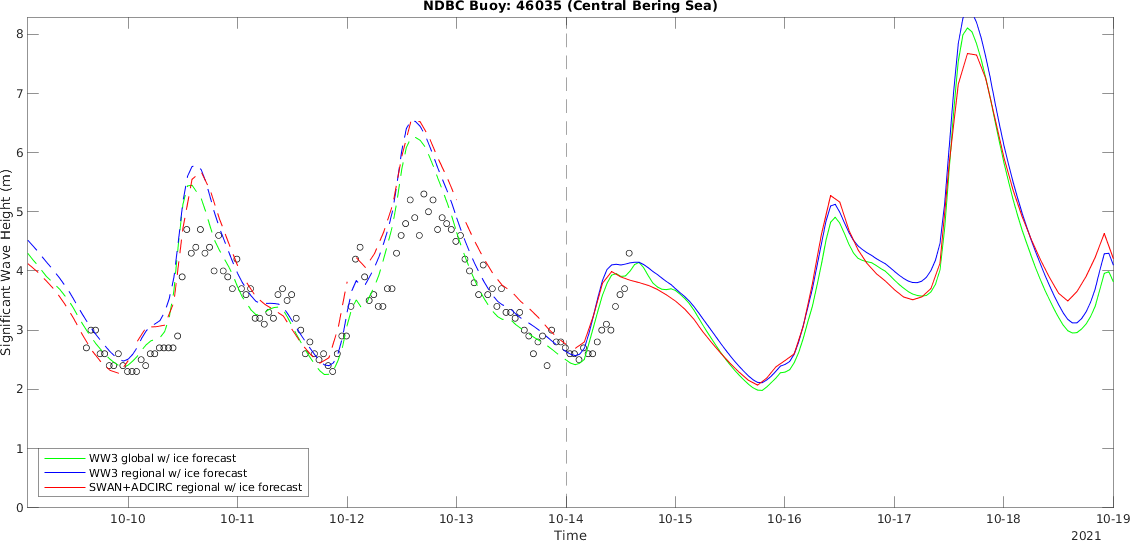 NDBC Buoy: 46035 (Central Bering Sea)
Significant Wave Height (m)
8
7
6
5
4
3
2
1
0
WW3 global w/ ice forecast
WW3 regional w/ ice forecast
SWAN+ADCIRC regional w/ ice forecast
10-10 10-11 10-12 10-13 10-14 10-15 10-16 10-17 10-18 10-19
Time
2021